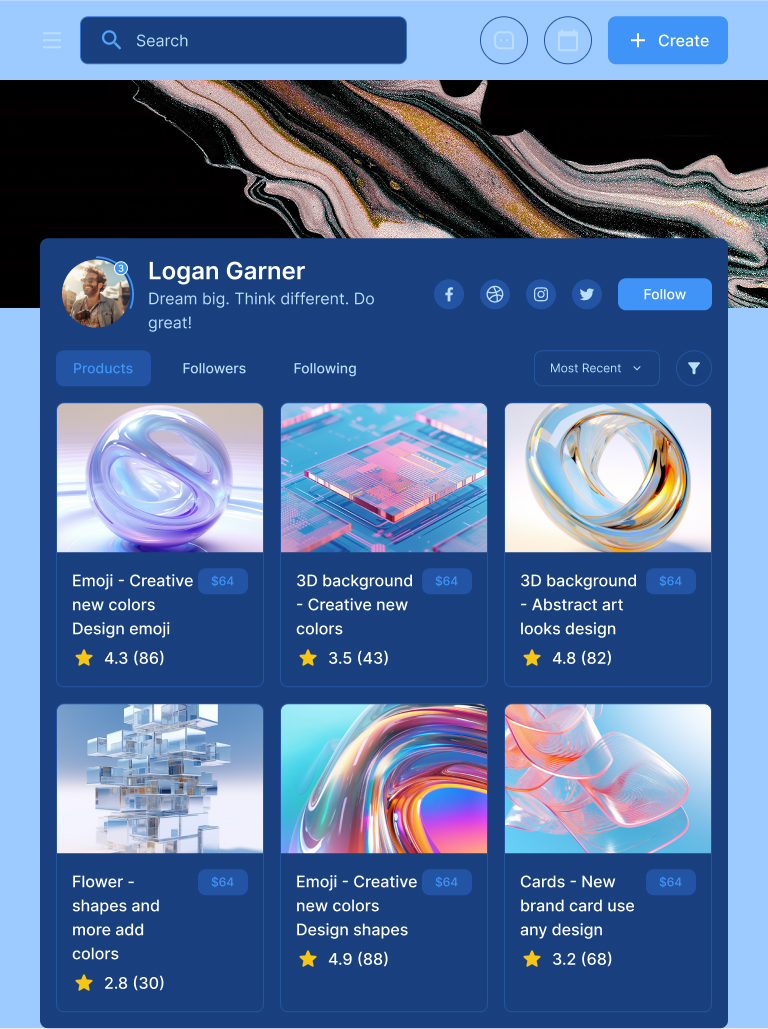 Search
Create
3
Logan Garner
Dream big. Think different. Do
great!
Follow
Products
Followers
Following
Most Recent
Emoji - Creative
new colors
Design emoji
$64
4.3 (86)
3D background
- Creative new
colors
$64
3.5 (43)
3D background
- Abstract art
looks design
$64
4.8 (82)
Flower -
shapes and
more add
colors
$64
2.8 (30)
Emoji - Creative
new colors
Design shapes
$64
4.9 (88)
Cards - New
brand card use
any design
$64
3.2 (68)